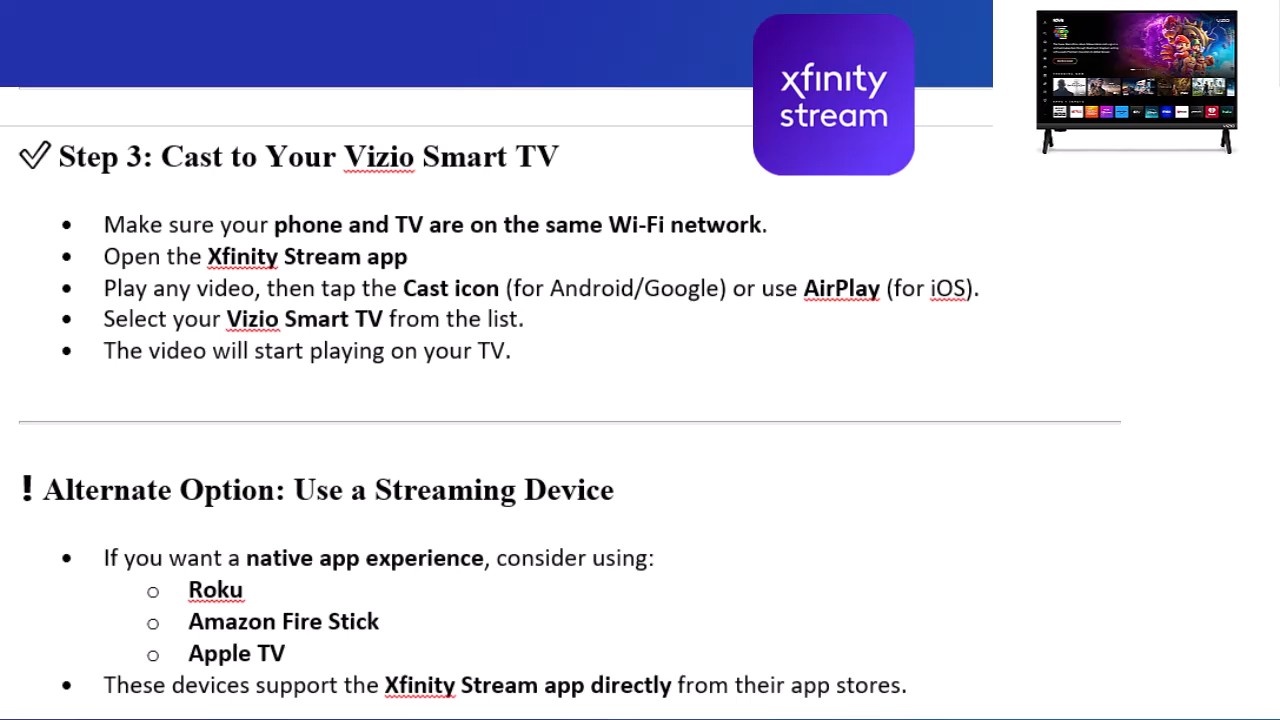 xfinity
stream
VIZIO
VIZIO
✓ Step 3: Cast to Your Vizio Smart TV
• Make sure your phone and TV are on the same Wi-Fi network.
• Open the Xfinity Stream app
• Play any video, then tap the Cast icon (for Android/Google) or use AirPlay (for iOS).
• Select your Vizio Smart TV from the list.
• The video will start playing on your TV.
! Alternate Option: Use a Streaming Device
• If you want a native app experience, consider using:
o Roku
o Amazon Fire Stick
o Apple TV
• These devices support the Xfinity Stream app directly from their app stores.